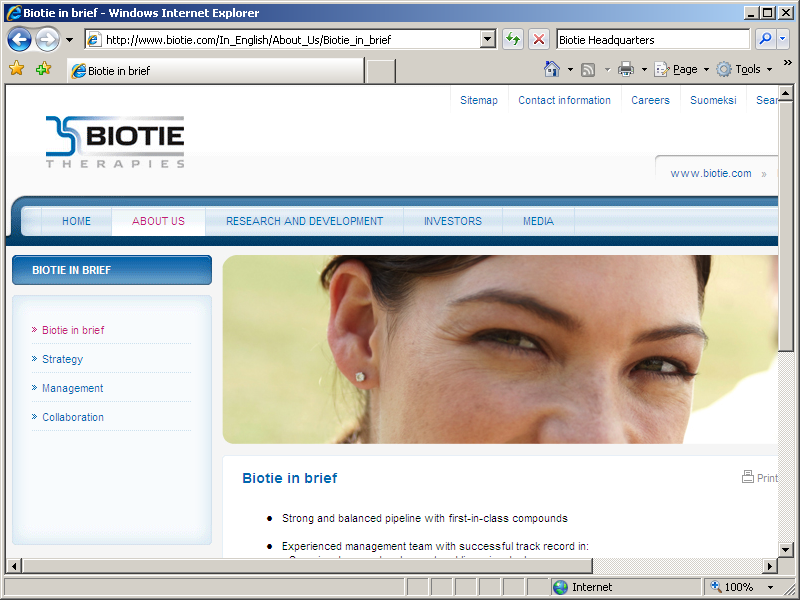 Biotie in brief - Windows Internet Explorer
http://www.biotie.com/In_English/About_Us/Biotie_in_brief
Biotie Headquarters
Biotie in brief
Page
Tools
Sitemap
Contact information
Careers
Suomeksi
BIOTIE
THERAPIES
www.biotie.com »
HOME
ABOUT US
RESEARCH AND DEVELOPMENT
INVESTORS
MEDIA
BIOTIE IN BRIEF
» Biotie in brief
» Strategy
» Management
» Collaboration
Biotie in brief
Print
• Strong and balanced pipeline with first-in-class compounds
• Experienced management team with successful track record in:
Internet
100%